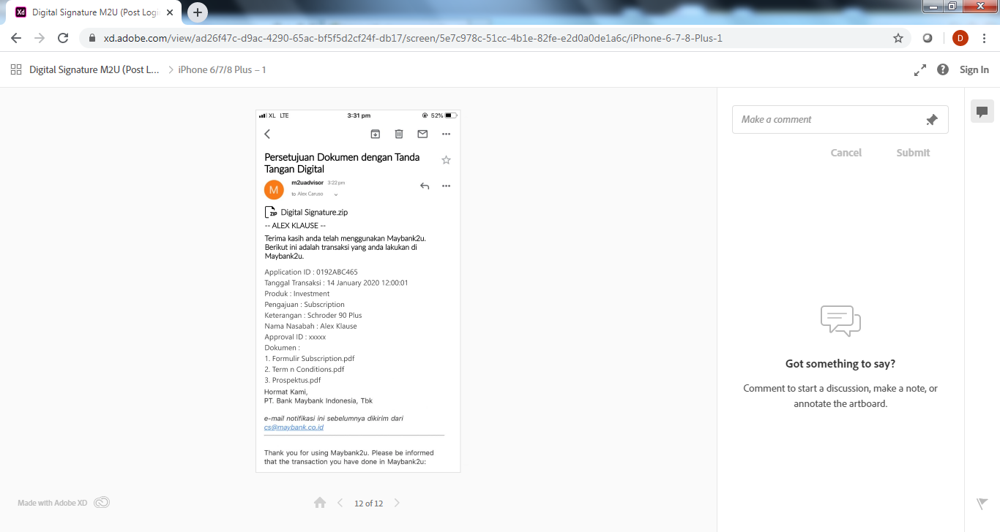 Digital Signature M2U (Post Logi
xd.adobe.com/view/ad26f47c-d9ac-4290-65ac-bf5f5d2cf24f-db17/screen/5e7c978c-51cc-4b1e-82fe-e2d0a0de1a6c/iPhone-6-7-8-Plus-1
D
Digital Signature M2U (Post L... > iPhone 6/7/8 Plus – 1
Sign In
XL LTE 3:31 pm 52%
Persetujuan Dokumen dengan Tanda
Tangan Digital
M
m2uadvisor 3:22 pm
to Alex Caruso
ZIP Digital Signature.zip
-- ALEX KLAUSE --
Terima kasih anda telah menggunakan Maybank2u.
Berikut ini adalah transaksi yang anda lakukan di
Maybank2u.
Application ID : 0192ABC465
Tanggal Transaksi : 14 January 2020 12:00:01
Produk : Investment
Pengajuan : Subscription
Keterangan : Schroder 90 Plus
Nama Nasabah : Alex Klause
Approval ID : xxxxx
Dokumen :
1. Formulir Subscription.pdf
2. Term n Conditions.pdf
3. Prospektus.pdf
Hormat Kami,
PT. Bank Maybank Indonesia, Tbk
e-mail notifikasi ini sebelumnya dikirim dari
cs@maybank.co.id
Thank you for using Maybank2u. Please be informed
that the transaction you have done in Maybank2u:
Make a comment
Cancel Submit
Got something to say?
Comment to start a discussion, make a note, or
annotate the artboard.
Made with Adobe XD
12 of 12